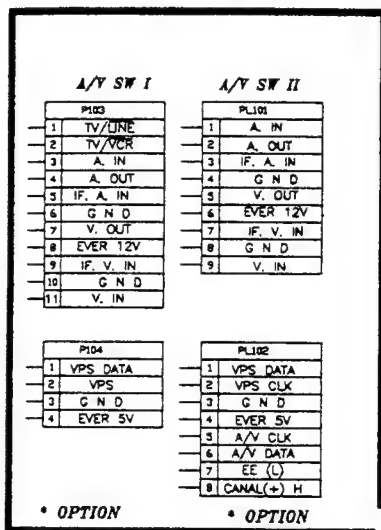 A/V SW I
P103
1 TV/LINE
2 TV/VCR
3 A. IN
4 A. OUT
5 IF. A. IN
6 G N D
7 V. OUT
8 EVER 12V
9 IF. V. IN
10 G N D
11 V. IN
A/V SW II
PL101
1 A. IN
2 A. OUT
3 IF. A. IN
4 G N D
5 V. OUT
6 EVER 12V
7 IF. V. IN
8 G N D
9 V. IN
P104
1 VPS DATA
2 VPS
3 G N D
4 EVER 5V
* OPTION
PL102
1 VPS DATA
2 VPS CLK
3 G N D
4 EVER 5V
5 A/V CLK
6 A/V DATA
7 EE (L)
8 CANAL(+) H
* OPTION